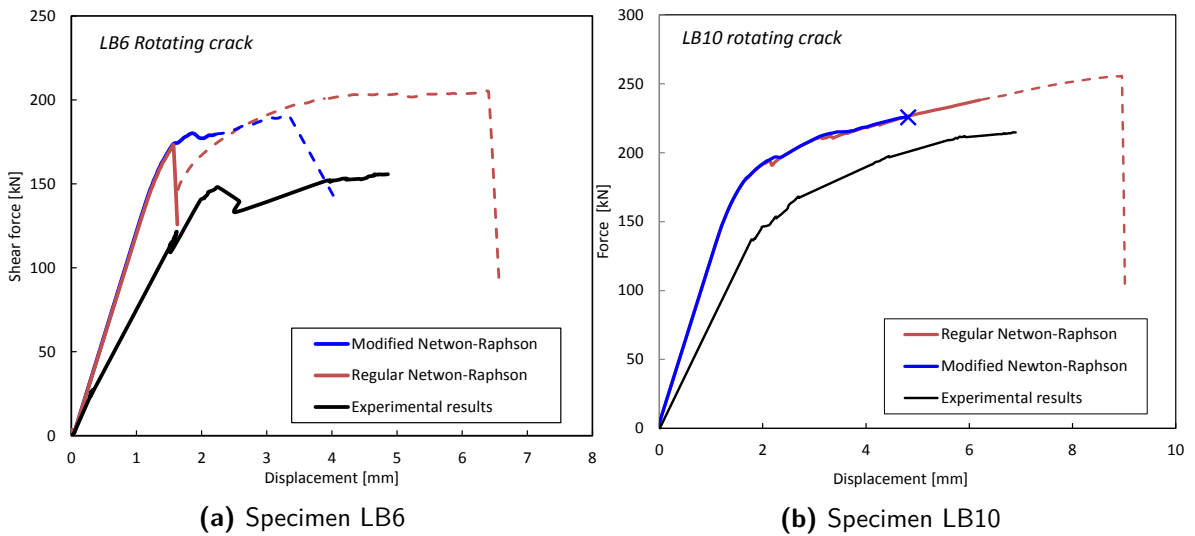 LB6 Rotating crack
250
200
150
100
50
0
Shear force [kN]
0 1 2 3 4 5 6 7 8
Displacement [mm]
Modified Netwon-Raphson
Regular Netwon-Raphson
Experimental results
(a) Specimen LB6
LB10 rotating crack
300
250
200
150
100
50
0
Force [kN]
0 2 4 6 8 10
Displacement [mm]
Regular Netwon-Raphson
Modified Newton-Raphson
Experimental results
(b) Specimen LB10